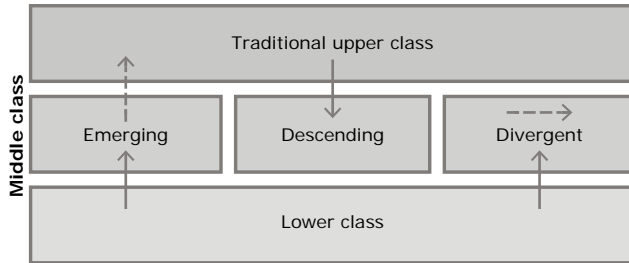 Traditional upper class
Middle class
Emerging
Descending
Divergent
Lower class